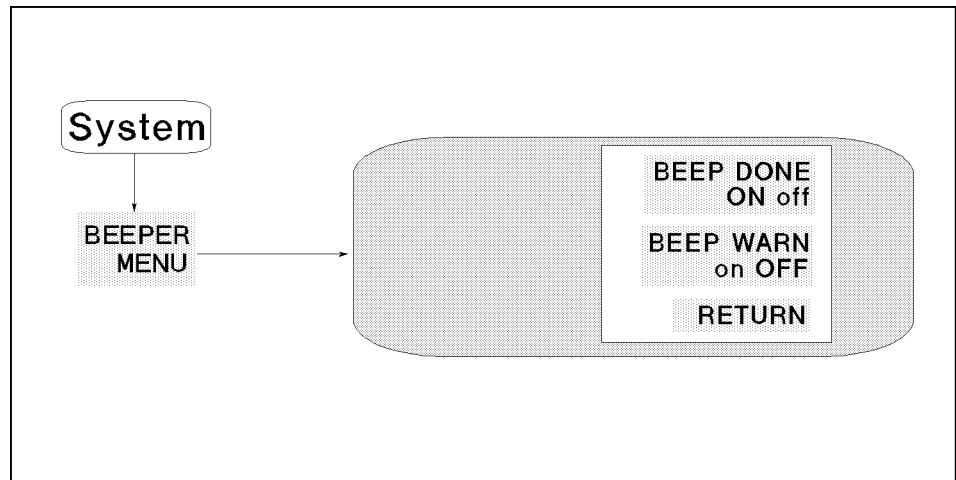 System
BEEPER
MENU
BEEP DONE
ON off
BEEP WARN
on OFF
RETURN